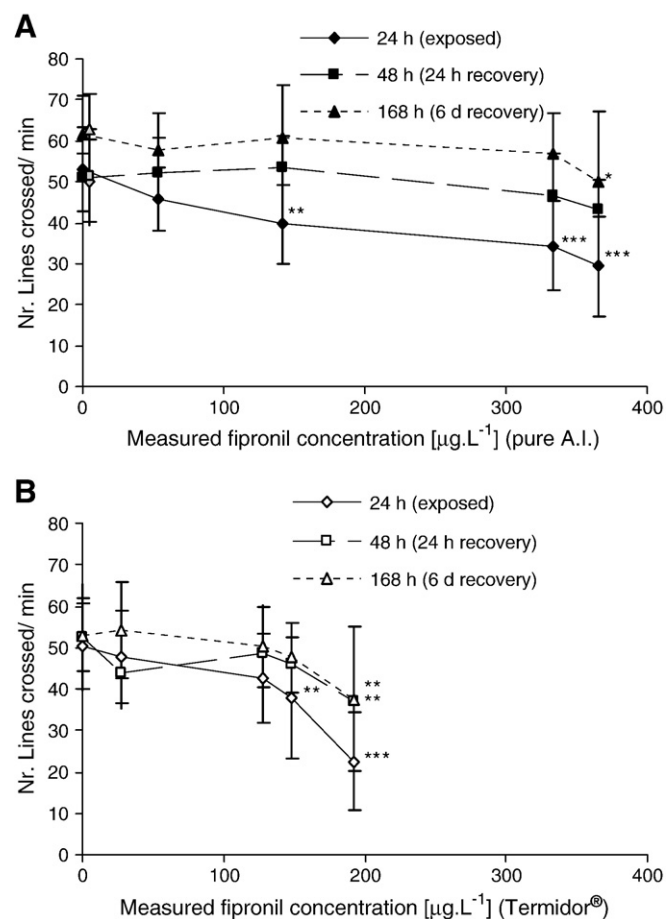 A
24 h (exposed)
48 h (24 h recovery)
168 h (6 d recovery)
80
70
60
50
40
30
20
10
0
Nr. Lines crossed/ min
*
**
***
***
0 100 200 300 400
Measured fipronil concentration [µg.L⁻¹] (pure A.I.)
B
24 h (exposed)
48 h (24 h recovery)
168 h (6 d recovery)
80
70
60
50
40
30
20
10
0
Nr. Lines crossed/ min
**
**
**
***
0 100 200 300 400
Measured fipronil concentration [µg.L⁻¹] (Termidor®)